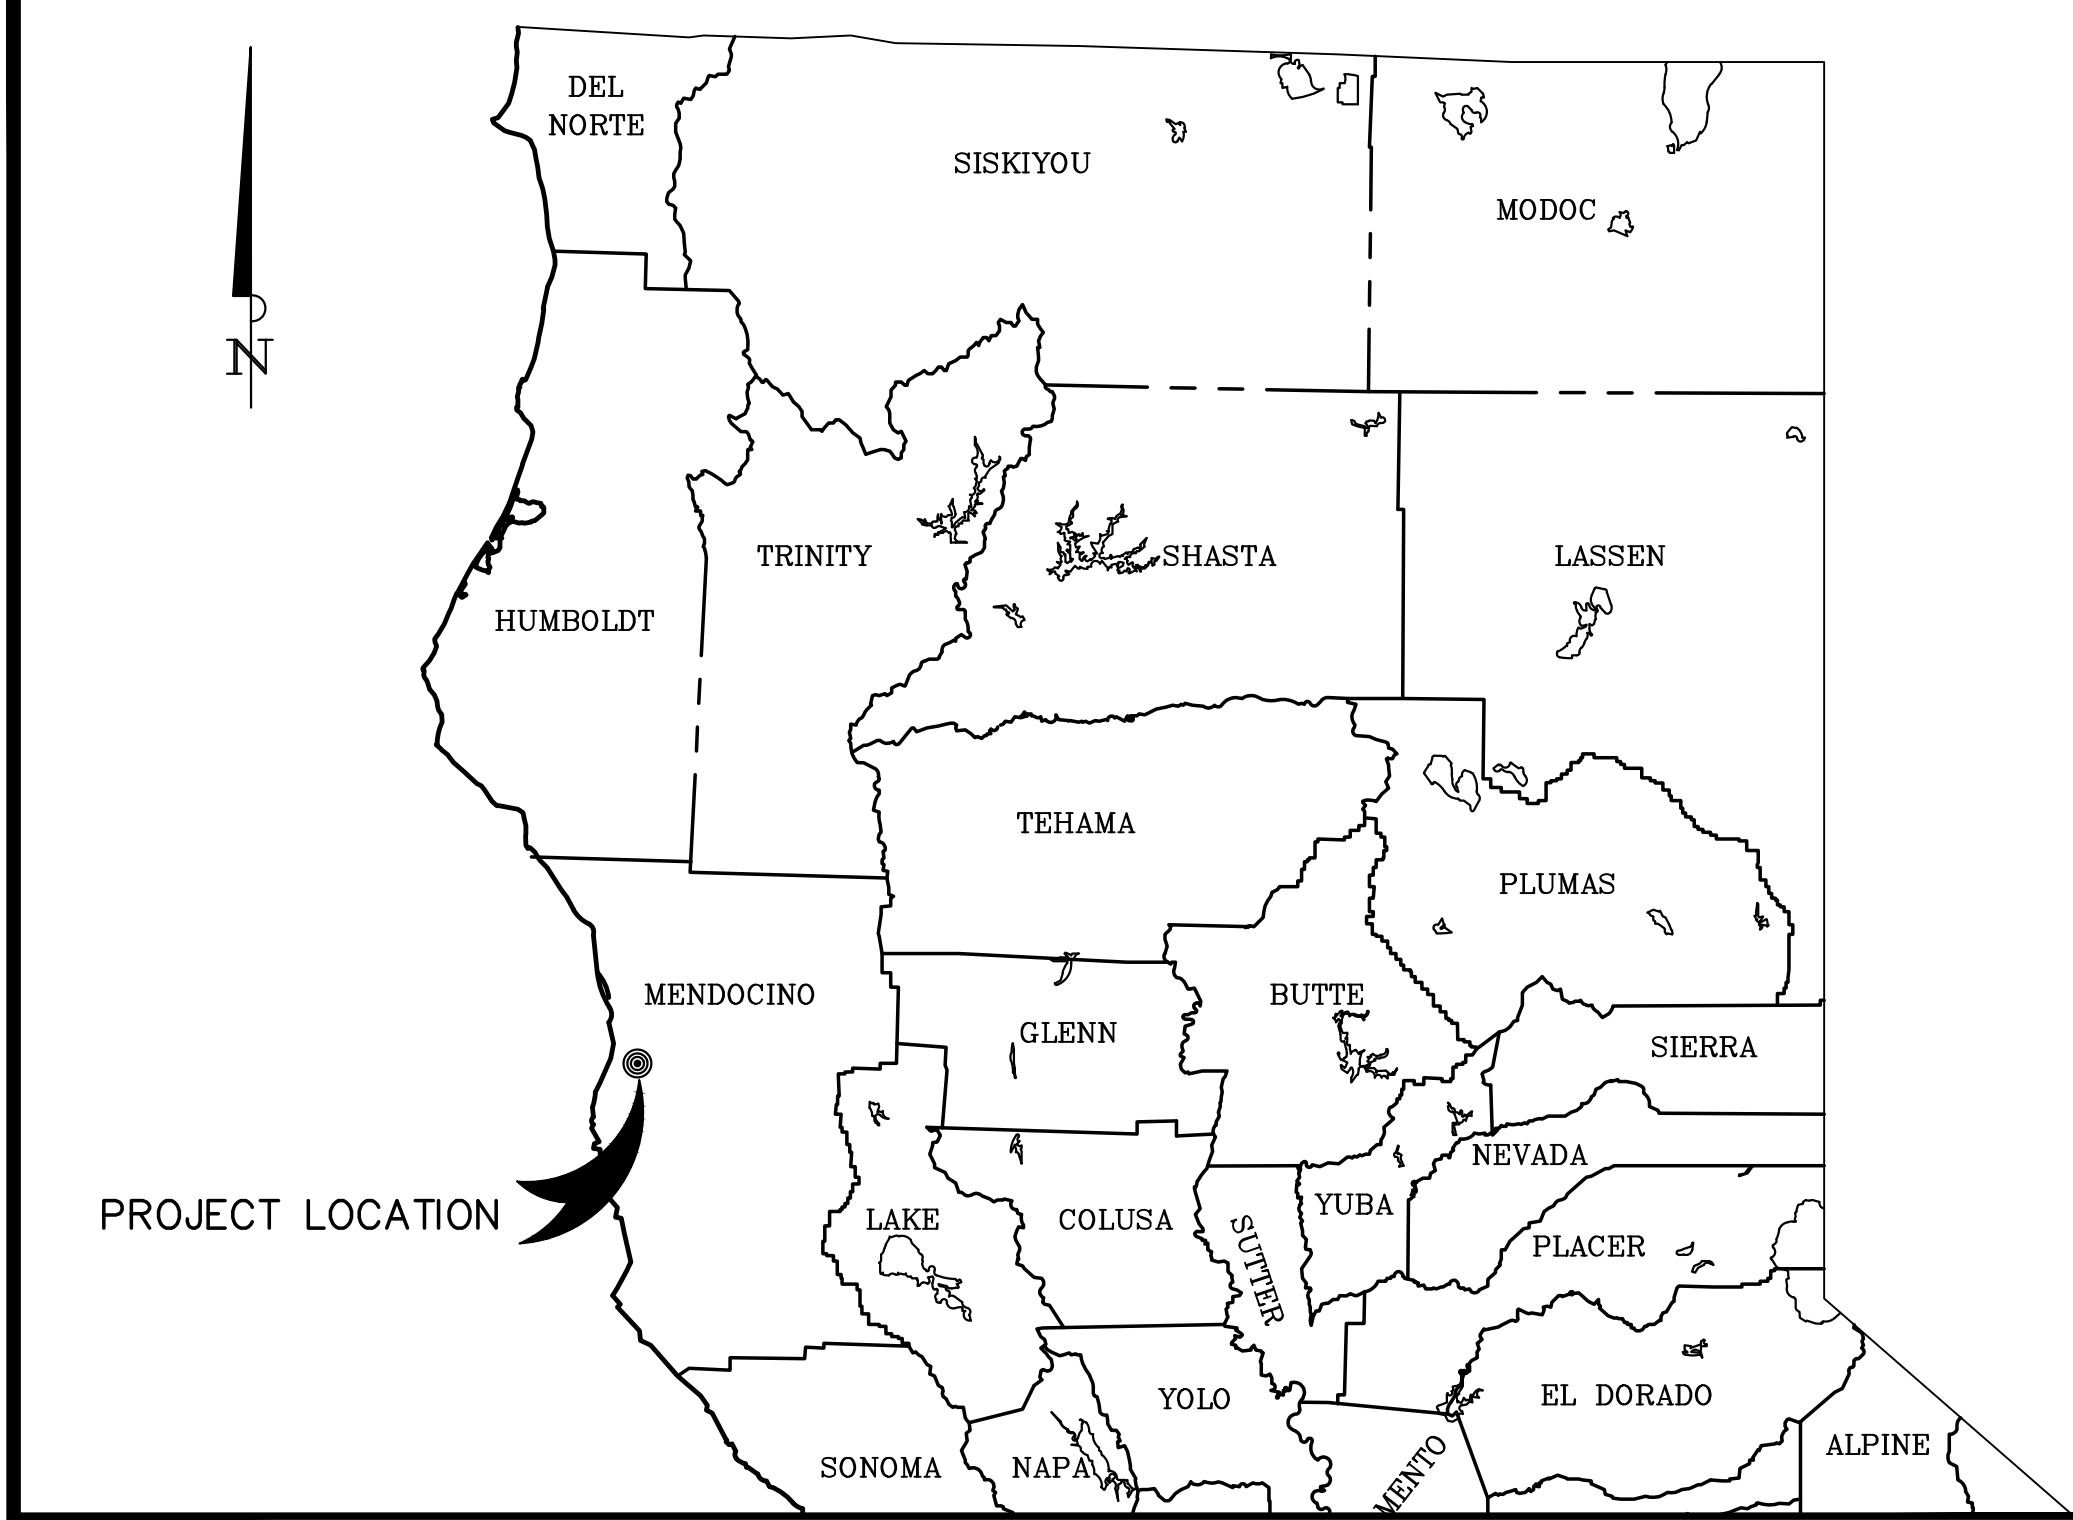 DEL
NORTE
SISKIYOU
MODOC
N
TRINITY
SHASTA
LASSEN
HUMBOLDT
TEHAMA
PLUMAS
MENDOCINO
BUTTE
GLENN
SIERRA
NEVADA
YUBA
PROJECT LOCATION
LAKE
COLUSA
SUTTER
PLACER
YOLO
EL DORADO
ALPINE
SONOMA
NAPA
MENTO